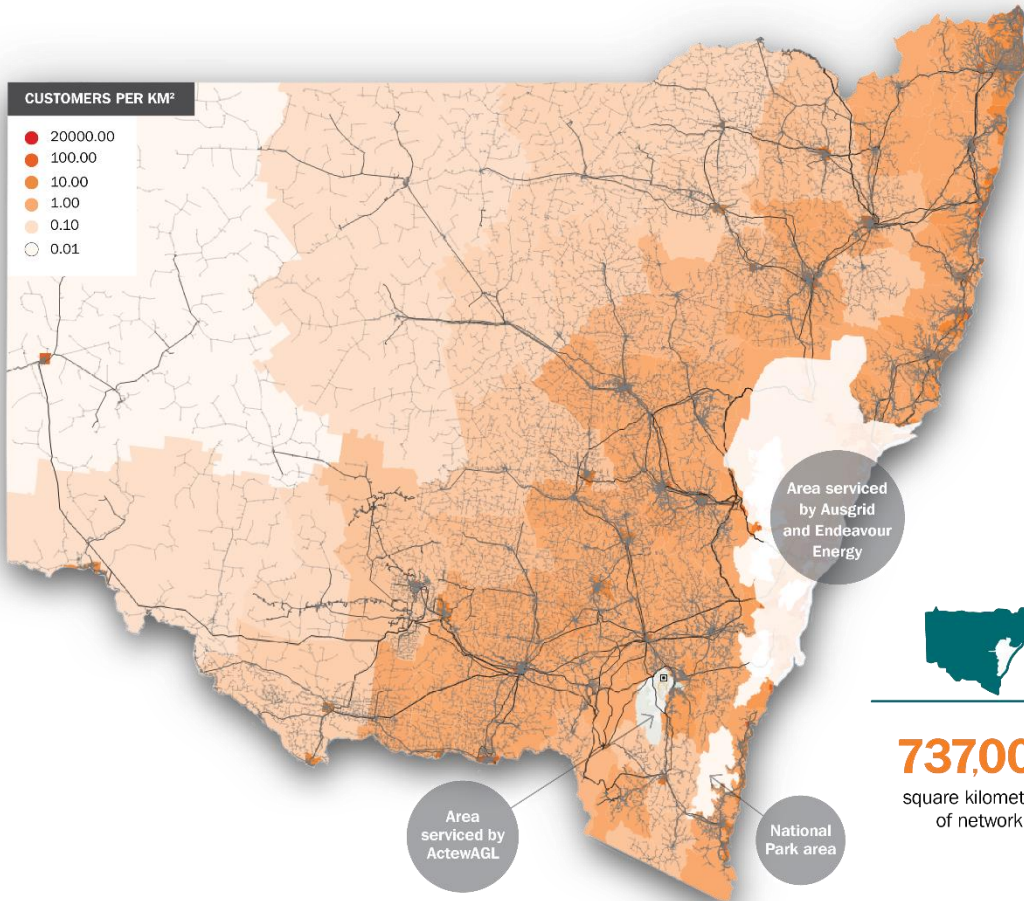 CUSTOMERS PER KM²
20000.00
100.00
10.00
1.00
0.10
0.01
Area serviced
by Ausgrid
and Endeavour
Energy
Area
serviced by
ActewAGL
National
Park area
737,00
square kilomet
of network